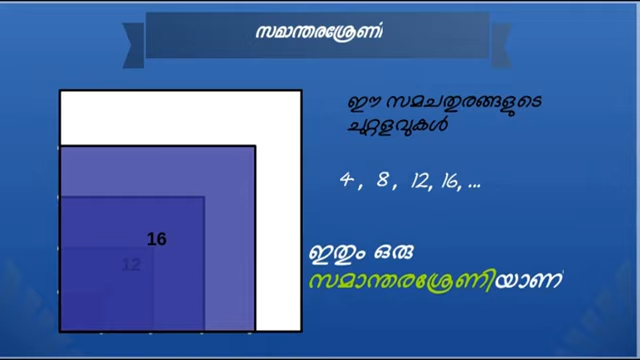 സമാന്തരശ്രേണി
ഈ സമചതുരങ്ങളുടെ
ചുറ്റളവുകൾ
4, 8, 12, 16, ...
16
12
ഇതും ഒരു
സമാന്തരശ്രേണിയാണ്